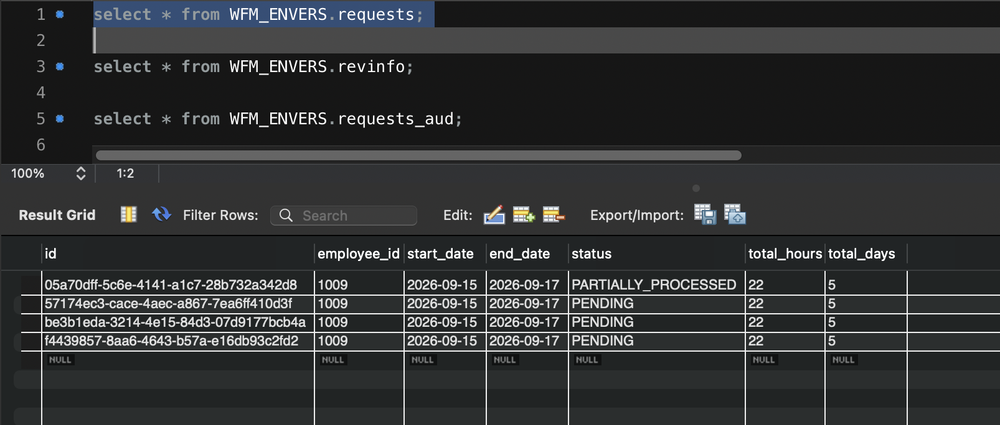 1 select * from WFM_ENVERS.requests;
2
3 select * from WFM_ENVERS.revinfo;
4
5 select * from WFM_ENVERS.requests_aud;
6
100% 1:2
Result Grid Filter Rows: Search Edit: Export/Import:
id employee_id start_date end_date status total_hours total_days
05a70dff-5c6e-4141-a1c7-28b732a342d8 1009 2026-09-15 2026-09-17 PARTIALLY_PROCESSED 22 5
57174ec3-cace-4aec-a867-7ea6ff410d3f 1009 2026-09-15 2026-09-17 PENDING 22 5
be3b1eda-3214-4e15-84d3-07d9177bcb4a 1009 2026-09-15 2026-09-17 PENDING 22 5
f4439857-8aa6-4643-b57a-e16db93c2fd2 1009 2026-09-15 2026-09-17 PENDING 22 5
NULL NULL NULL NULL NULL NULL NULL